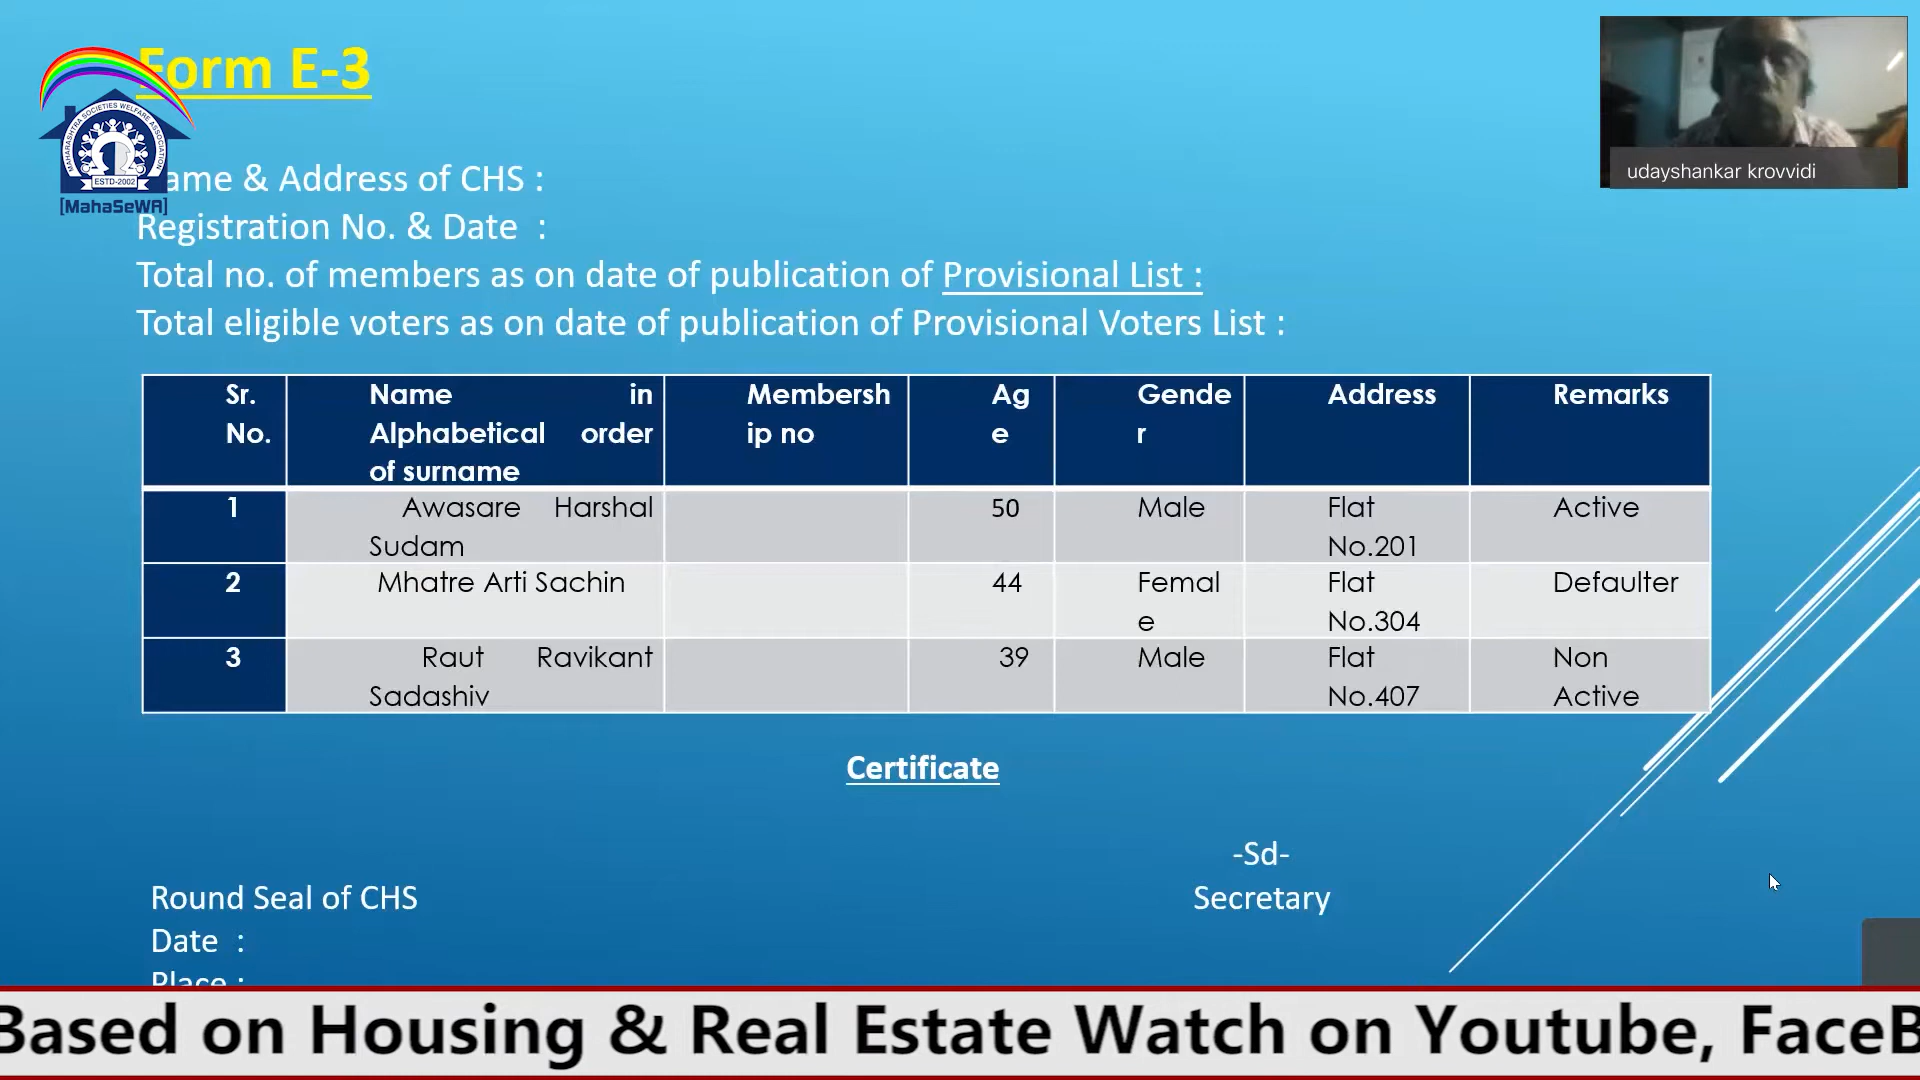 Form E-3
MAHARASHTRA SOCIETIES WELFARE ASSOCIATION
ESTD-2002
[MahaSeWA]
udayshankar krovvidi
ame & Address of CHS :
Registration No. & Date :
Total no. of members as on date of publication of Provisional List :
Total eligible voters as on date of publication of Provisional Voters List :
Sr. No. Name in Alphabetical order of surname Membership no Age Gender Address Remarks
1 Awasare Harshal Sudam 50 Male Flat No.201 Active
2 Mhatre Arti Sachin 44 Female Flat No.304 Defaulter
3 Raut Ravikant Sadashiv 39 Male Flat No.407 Non Active
Certificate
-Sd-
Round Seal of CHS Secretary
Date :
Place :
Based on Housing & Real Estate Watch on Youtube, FaceB